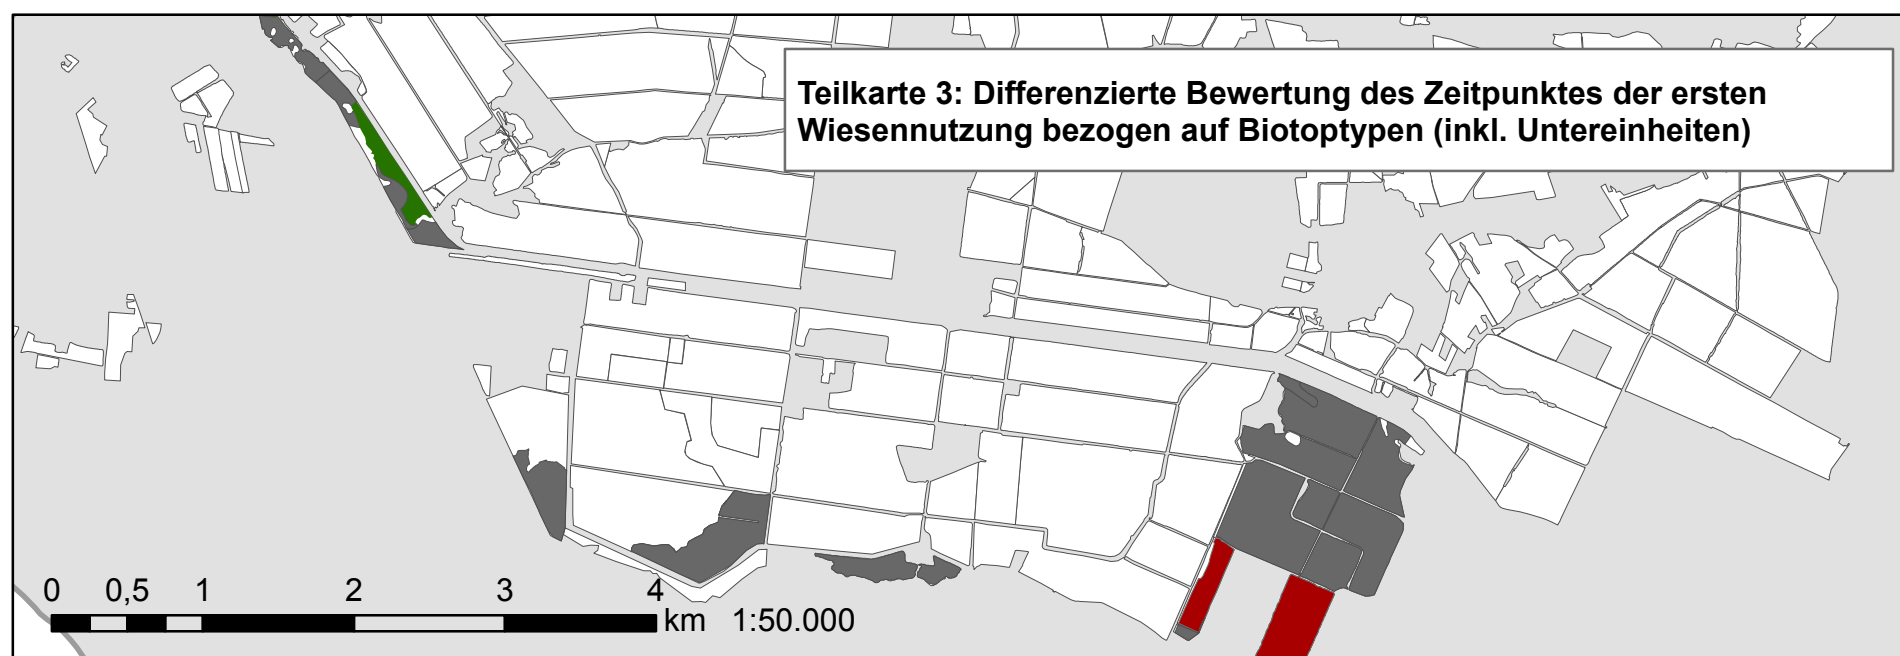 Teilkarte 3: Differenzierte Bewertung des Zeitpunktes der ersten
Wiesennutzung bezogen auf Biotoptypen (inkl. Untereinheiten)
0 0,5 1 2 3 4
km 1:50.000